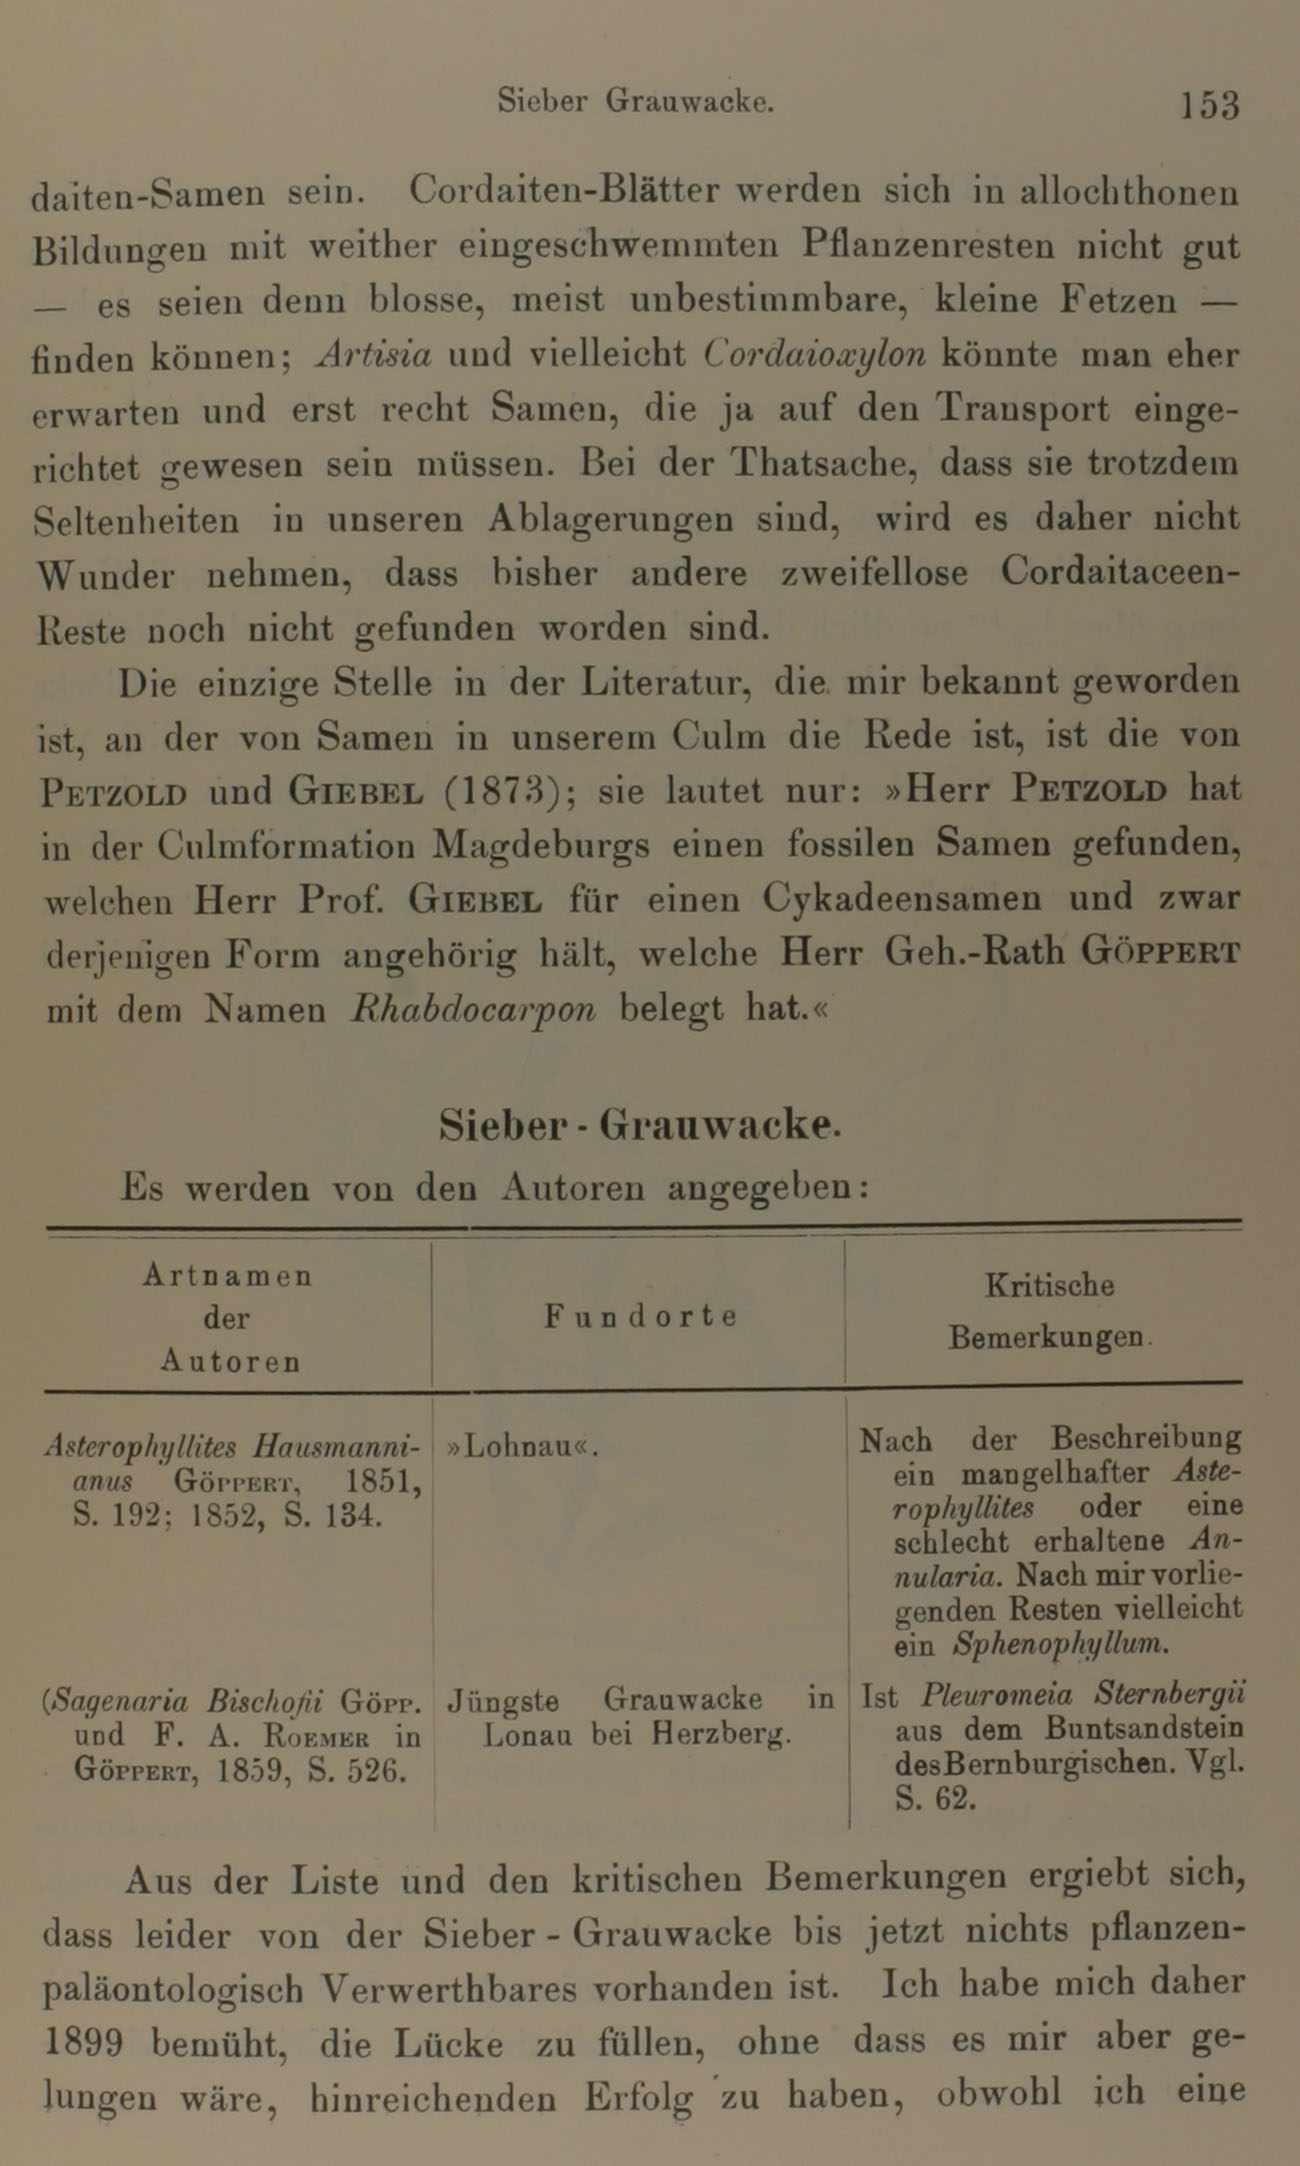 Sieber Grauwacke. 153
daiten-Samen sein. Cordaiten-Blätter werden sich in allochthonen
Bildungen mit weither eingeschwemmten Pflanzenresten nicht gut
— es seien denn blosse, meist unbestimmbare, kleine Fetzen —
finden können; Artisia und vielleicht Cordaioxylon könnte man eher
erwarten und erst recht Samen, die ja auf den Transport einge-
richtet gewesen sein müssen. Bei der Thatsache, dass sie trotzdem
Seltenheiten in unseren Ablagerungen sind, wird es daher nicht
Wunder nehmen, dass bisher andere zweifellose Cordaitaceen-
Reste noch nicht gefunden worden sind.
Die einzige Stelle in der Literatur, die mir bekannt geworden
ist, an der von Samen in unserem Culm die Rede ist, ist die von
PETZOLD und GIEBEL (1873); sie lautet nur: »Herr PETZOLD hat
in der Culmformation Magdeburgs einen fossilen Samen gefunden,
welchen Herr Prof. GIEBEL für einen Cykadeensamen und zwar
derjenigen Form angehörig hält, welche Herr Geh.-Rath GÖPPERT
mit dem Namen Rhabdocarpon belegt hat.«
Sieber - Grauwacke.
Es werden von den Autoren angegeben:
Artnamen
der
Autoren
Fundorte
Kritische
Bemerkungen.
Asterophyllites Hausmanni-
anus GÖPPERT, 1851,
S. 192; 1852, S. 134.
»Lohnau«.
Nach der Beschreibung
ein mangelhafter Aste-
rophyllites oder eine
schlecht erhaltene An-
nularia. Nach mir vorlie-
genden Resten vielleicht
ein Sphenophyllum.
(Sagenaria Bischofii GÖPP.
und F. A. ROEMER in
GÖPPERT, 1859, S. 526.
Jüngste Grauwacke in
Lonau bei Herzberg.
Ist Pleuromeia Sternbergii
aus dem Buntsandstein
des Bernburgischen. Vgl.
S. 62.
Aus der Liste und den kritischen Bemerkungen ergiebt sich,
dass leider von der Sieber - Grauwacke bis jetzt nichts pflanzen-
paläontologisch Verwerthbares vorhanden ist. Ich habe mich daher
1899 bemüht, die Lücke zu füllen, ohne dass es mir aber ge-
lungen wäre, hinreichenden Erfolg zu haben, obwohl ich eine